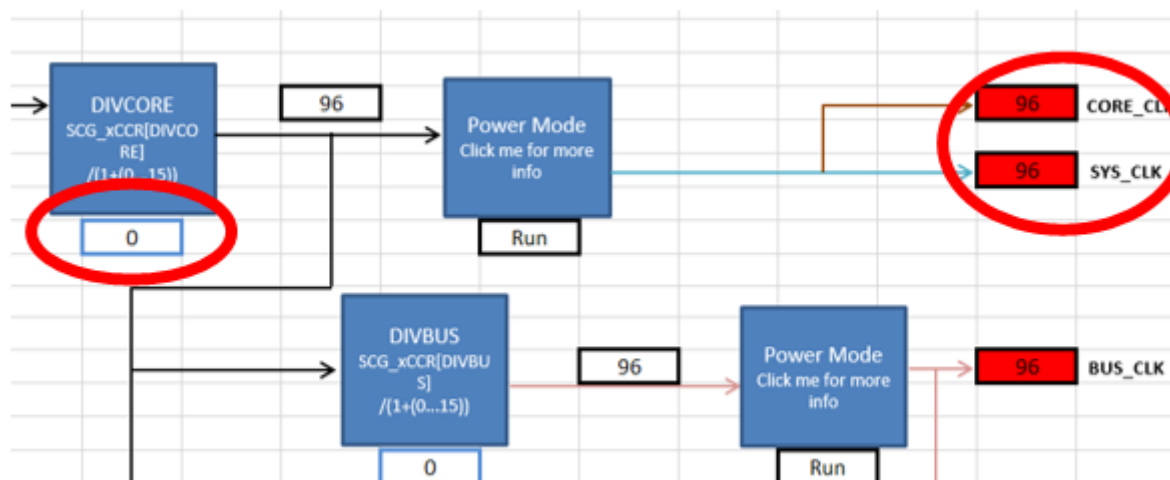 DIVCORE
SCG_xCCR[DIVCO
RE]
/(1+(0...15))
0
96
Power Mode
Click me for more
info
Run
96
CORE_CL
96
SYS_CLK
DIVBUS
SCG_xCCR[DIVBU
S]
/(1+(0...15))
0
96
Power Mode
Click me for more
info
Run
96
BUS_CLK